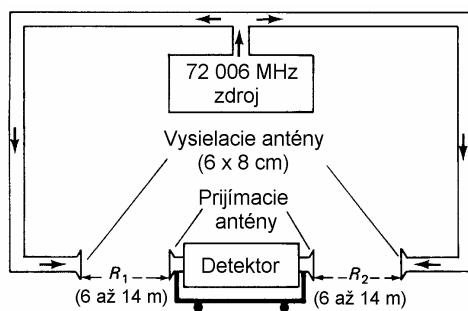 72 006 MHz
zdroj
Vysielacie antény
(6 x 8 cm)
Prijímacie
antény
Detektor
R₁
(6 až 14 m)
R₂
(6 až 14 m)